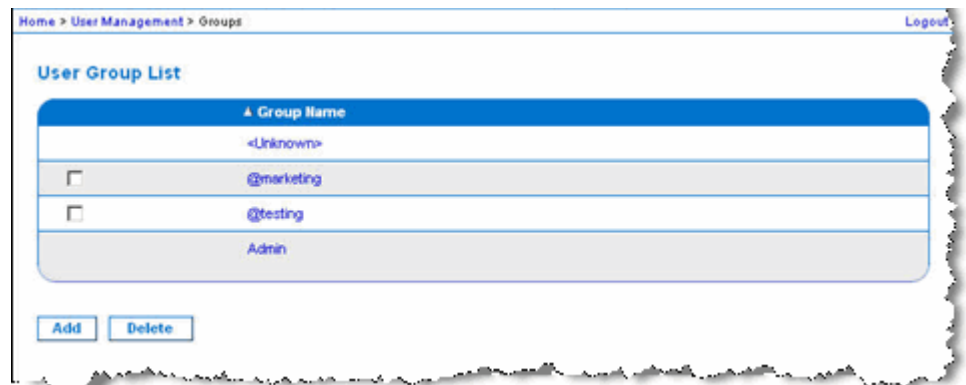 Home > User Management > Groups Logout
User Group List
▲ Group Name
<Unknown>
@marketing
@testing
Admin
Add Delete